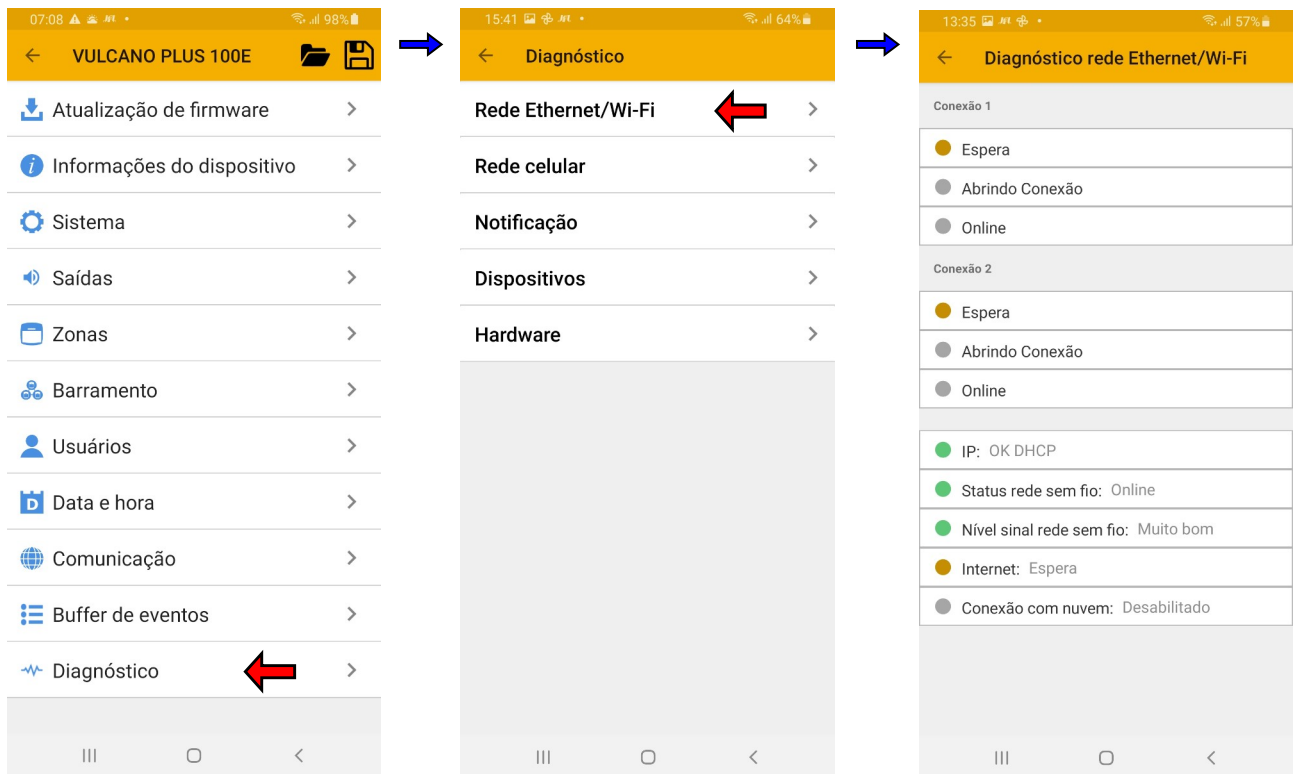 07:08
98%
VULCANO PLUS 100E
Atualização de firmware
Informações do dispositivo
Sistema
Saídas
Zonas
Barramento
Usuários
D
Data e hora
Comunicação
Buffer de eventos
Diagnóstico
15:41
64%
Diagnóstico
Rede Ethernet/Wi-Fi
Rede celular
Notificação
Dispositivos
Hardware
13:35
57%
Diagnóstico rede Ethernet/Wi-Fi
Conexão 1
Espera
Abrindo Conexão
Online
Conexão 2
Espera
Abrindo Conexão
Online
IP: OK DHCP
Status rede sem fio: Online
Nível sinal rede sem fio: Muito bom
Internet: Espera
Conexão com nuvem: Desabilitado